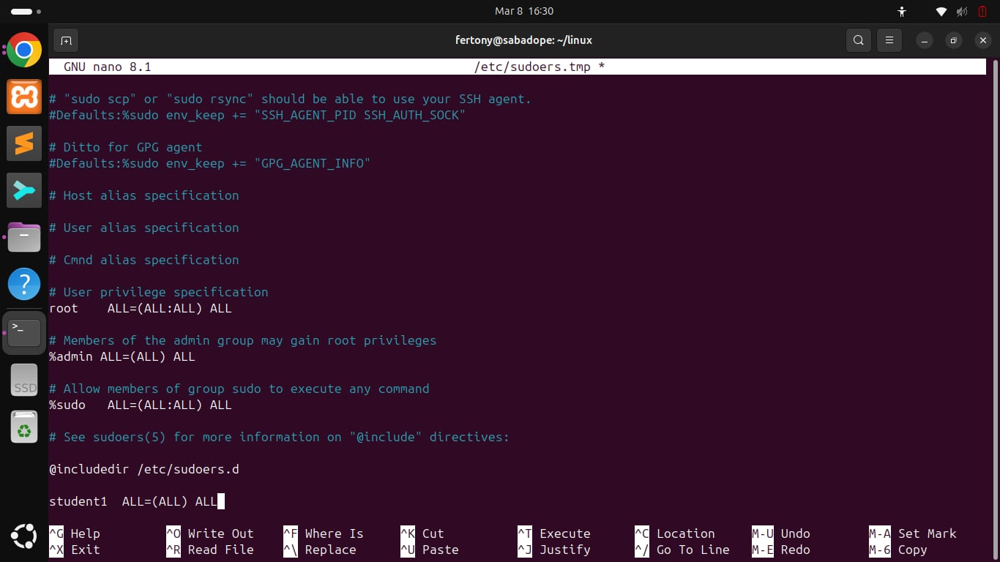 Mar 8 16:30
fertony@sabadope: ~/linux
GNU nano 8.1 /etc/sudoers.tmp *
# "sudo scp" or "sudo rsync" should be able to use your SSH agent.
#Defaults:%sudo env_keep += "SSH_AGENT_PID SSH_AUTH_SOCK"
# Ditto for GPG agent
#Defaults:%sudo env_keep += "GPG_AGENT_INFO"
# Host alias specification
# User alias specification
# Cmnd alias specification
# User privilege specification
root ALL=(ALL:ALL) ALL
# Members of the admin group may gain root privileges
%admin ALL=(ALL) ALL
# Allow members of group sudo to execute any command
%sudo ALL=(ALL:ALL) ALL
# See sudoers(5) for more information on "@include" directives:
@includedir /etc/sudoers.d
student1 ALL=(ALL) ALL
^G Help ^O Write Out ^F Where Is ^K Cut ^T Execute ^C Location M-U Undo M-A Set Mark
^X Exit ^R Read File ^\ Replace ^U Paste ^J Justify ^/ Go To Line M-E Redo M-6 Copy
>_
SSD